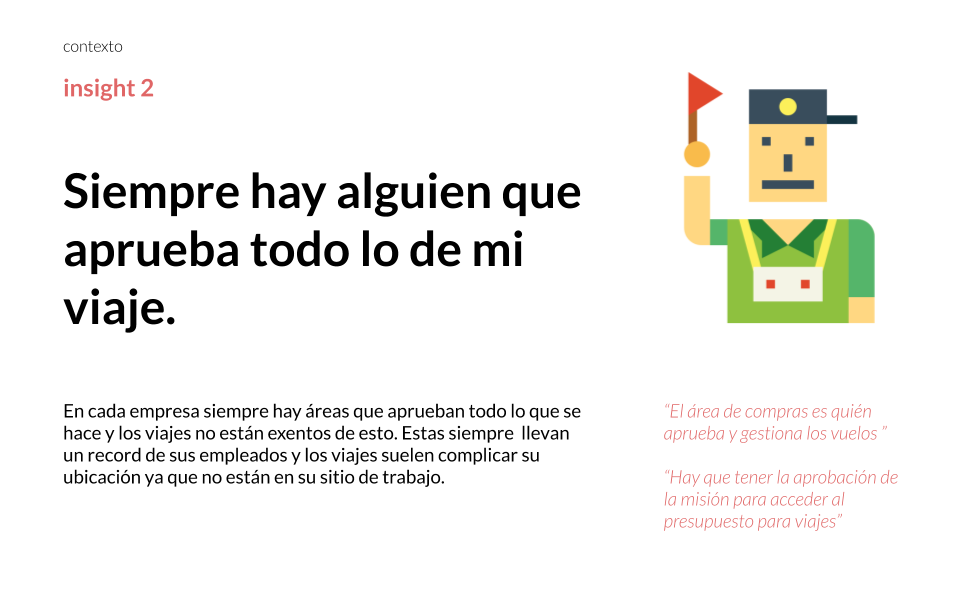 contexto
insight 2
Siempre hay alguien que
aprueba todo lo de mi
viaje.
En cada empresa siempre hay áreas que aprueban todo lo que se
hace y los viajes no están exentos de esto. Estas siempre  llevan
un record de sus empleados y los viajes suelen complicar su
ubicación ya que no están en su sitio de trabajo.
“El área de compras es quién
aprueba y gestiona los vuelos ”
“Hay que tener la aprobación de
la misión para acceder al
presupuesto para viajes”